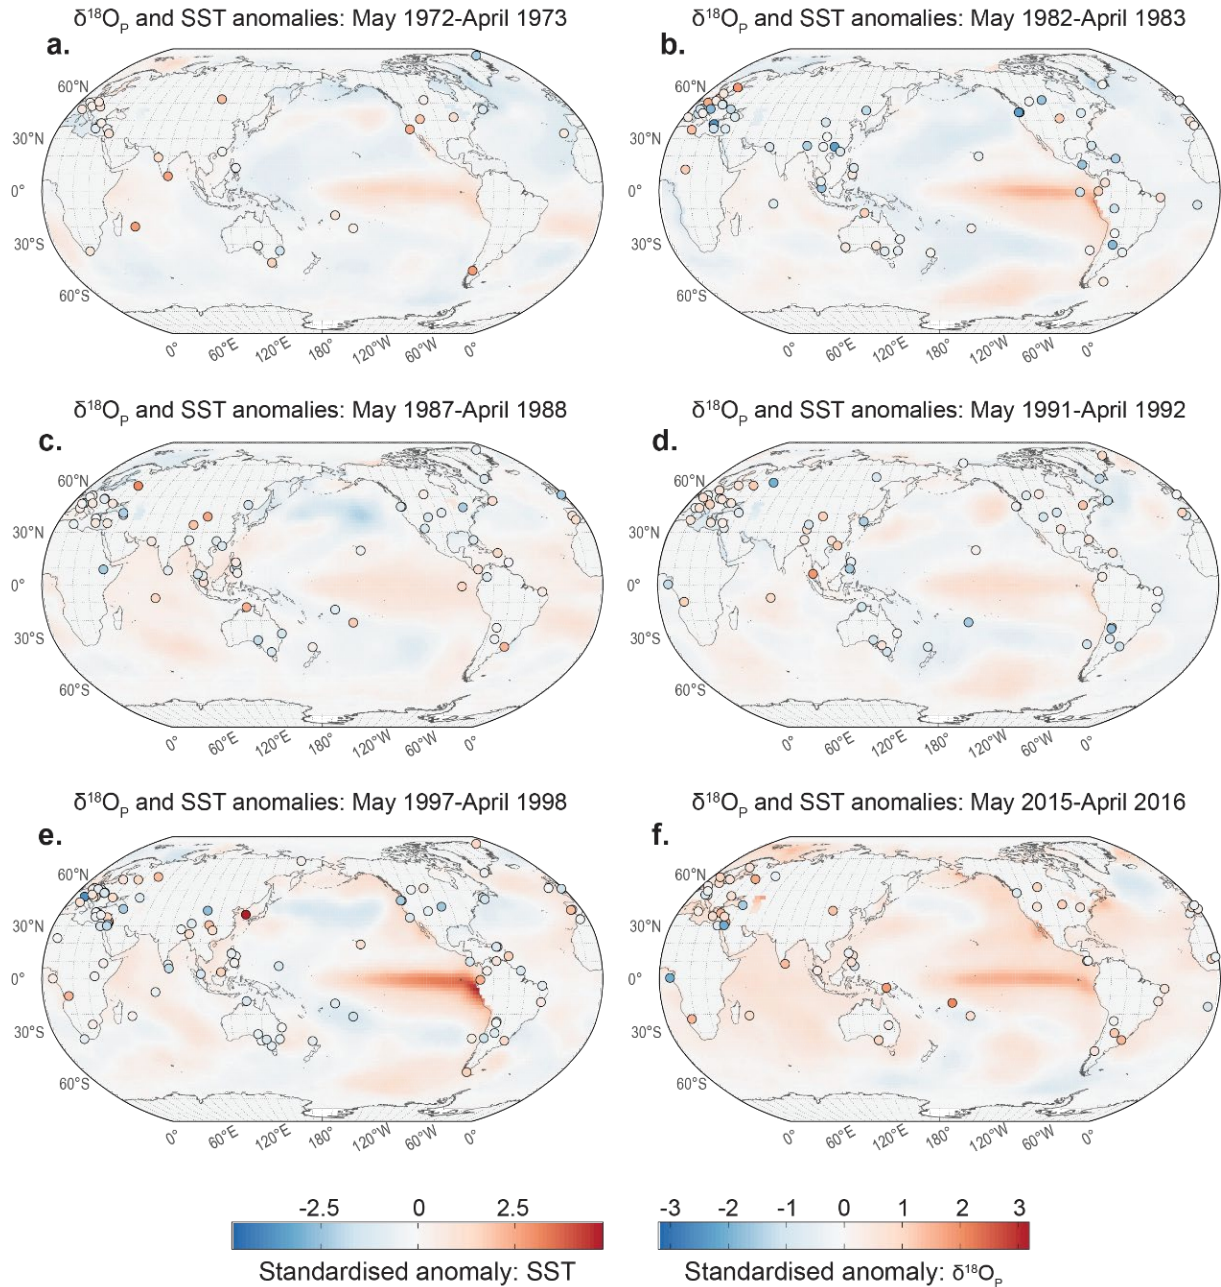 δ¹⁸Oₚ and SST anomalies: May 1972-April 1973
δ¹⁸Oₚ and SST anomalies: May 1982-April 1983
a.
b.
60°N
30°N
0°
30°S
60°S
0° 60°E 120°E 180° 120°W 60°W 0°
60°N
30°N
0°
30°S
60°S
0° 60°E 120°E 180° 120°W 60°W 0°
δ¹⁸Oₚ and SST anomalies: May 1987-April 1988
δ¹⁸Oₚ and SST anomalies: May 1991-April 1992
c.
d.
60°N
30°N
0°
30°S
60°S
0° 60°E 120°E 180° 120°W 60°W 0°
60°N
30°N
0°
30°S
60°S
0° 60°E 120°E 180° 120°W 60°W 0°
δ¹⁸Oₚ and SST anomalies: May 1997-April 1998
δ¹⁸Oₚ and SST anomalies: May 2015-April 2016
e.
f.
60°N
30°N
0°
30°S
60°S
0° 60°E 120°E 180° 120°W 60°W 0°
60°N
30°N
0°
30°S
60°S
0° 60°E 120°E 180° 120°W 60°W 0°
-2.5 0 2.5
Standardised anomaly: SST
-3 -2 -1 0 1 2 3
Standardised anomaly: δ¹⁸Oₚ